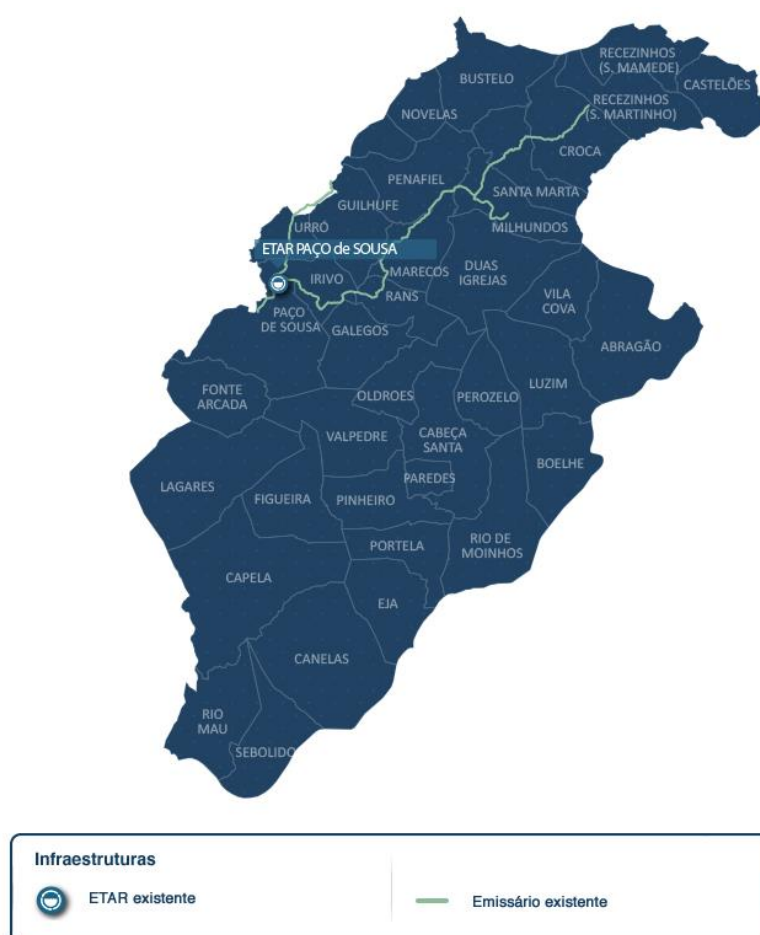 RECEZINHOS
(S. MAMEDE)
BUSTELO
CASTELÕES
RECEZINHOS
(S. MARTINHO)
NOVELAS
CROCA
PENAFIEL
SANTA MARTA
GUILHUFE
URRÓ
MILHUNDOS
ETAR PAÇO de SOUSA
IRIVO
MARECOS
DUAS
IGREJAS
RANS
VILA
COVA
PAÇO
DE SOUSA
GALEGOS
ABRAGÃO
FONTE
ARCADA
OLDROES
PEROZELO
LUZIM
VALPEDRE
CABEÇA
SANTA
BOELHE
LAGARES
PAREDES
FIGUEIRA
PINHEIRO
PORTELA
RIO DE
MOINHOS
CAPELA
EJA
CANELAS
RIO
MAU
SEBOLIDO
Infraestruturas
ETAR existente
Emissário existente